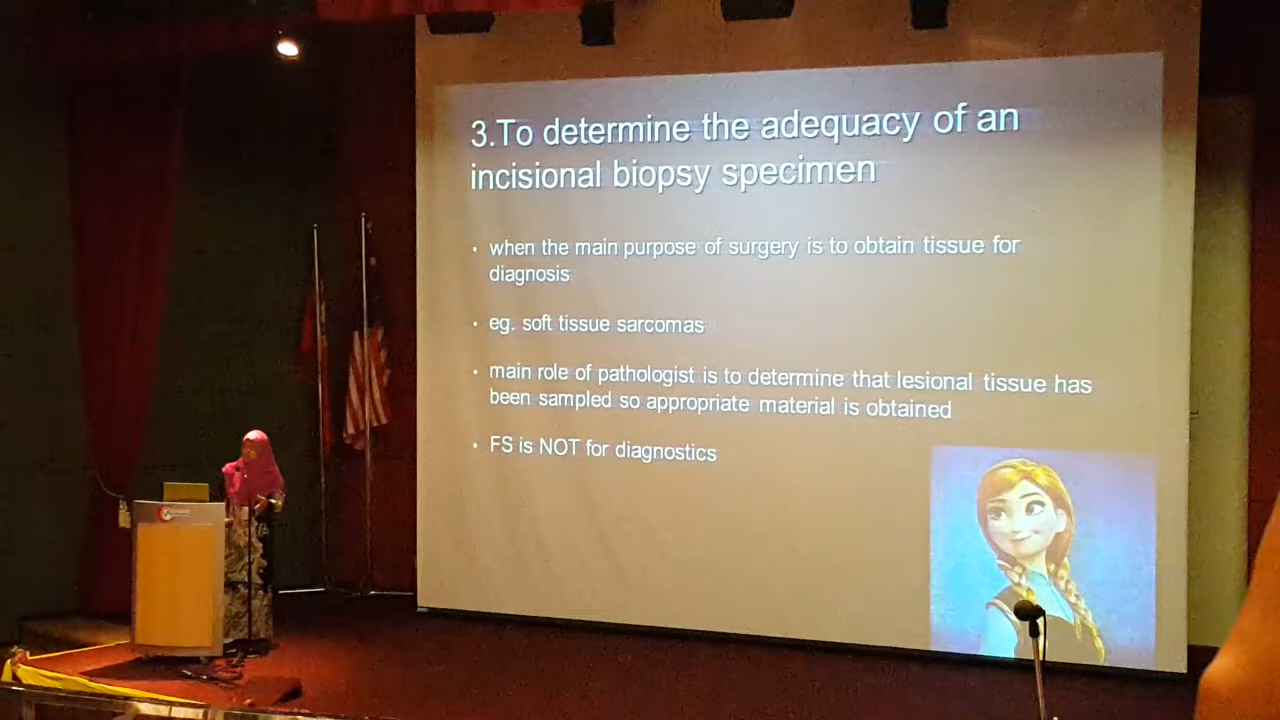 3.To determine the adequacy of an
incisional biopsy specimen
• when the main purpose of surgery is to obtain tissue for
diagnosis
• eg. soft tissue sarcomas
• main role of pathologist is to determine that lesional tissue has
been sampled so appropriate material is obtained
• FS is NOT for diagnostics